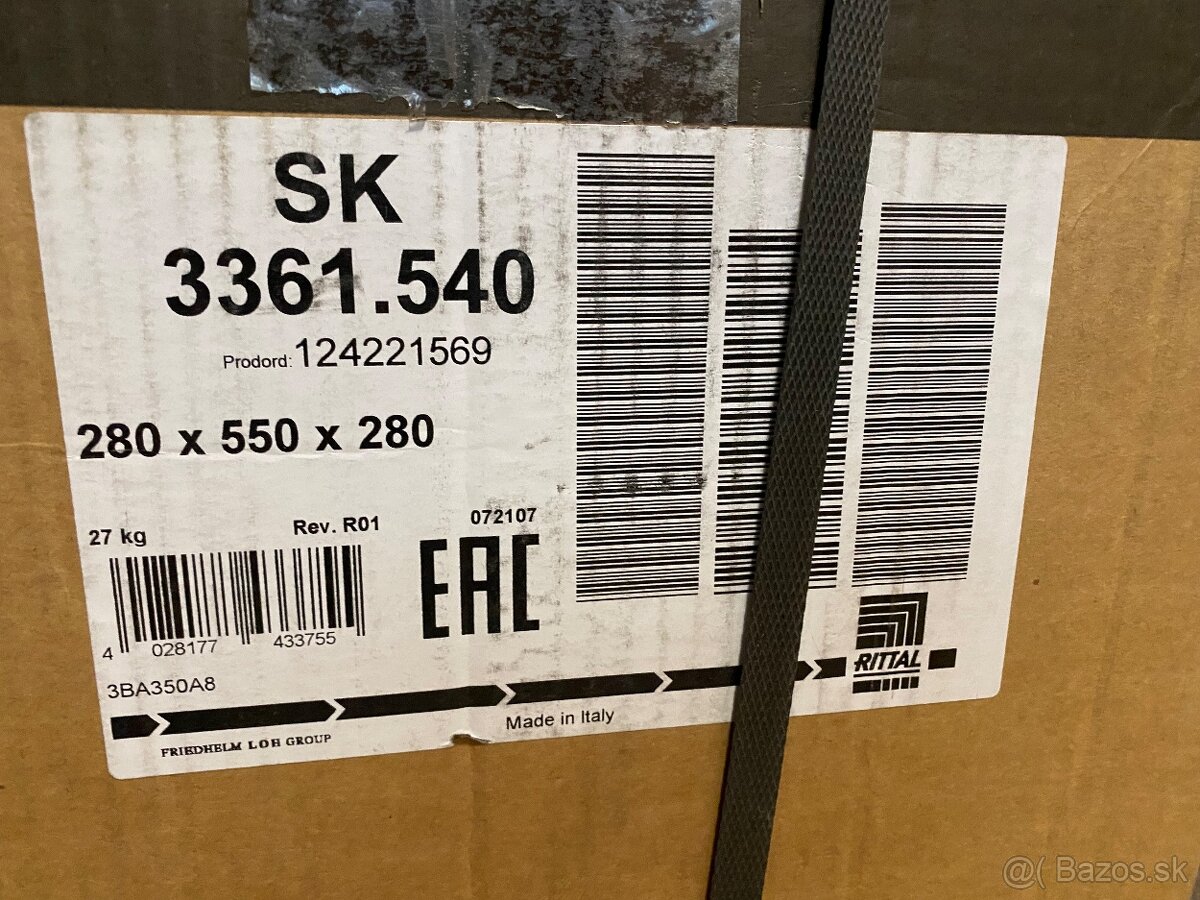 SK
3361.540
Prodord: 124221569
280 x 550 x 280
27 kg
Rev. R01
072107
EAC
4 028177 433755
3BA350A8
RITTAL
Made in Italy
FRIEDHELM LOH GROUP
@( Bazos.sk